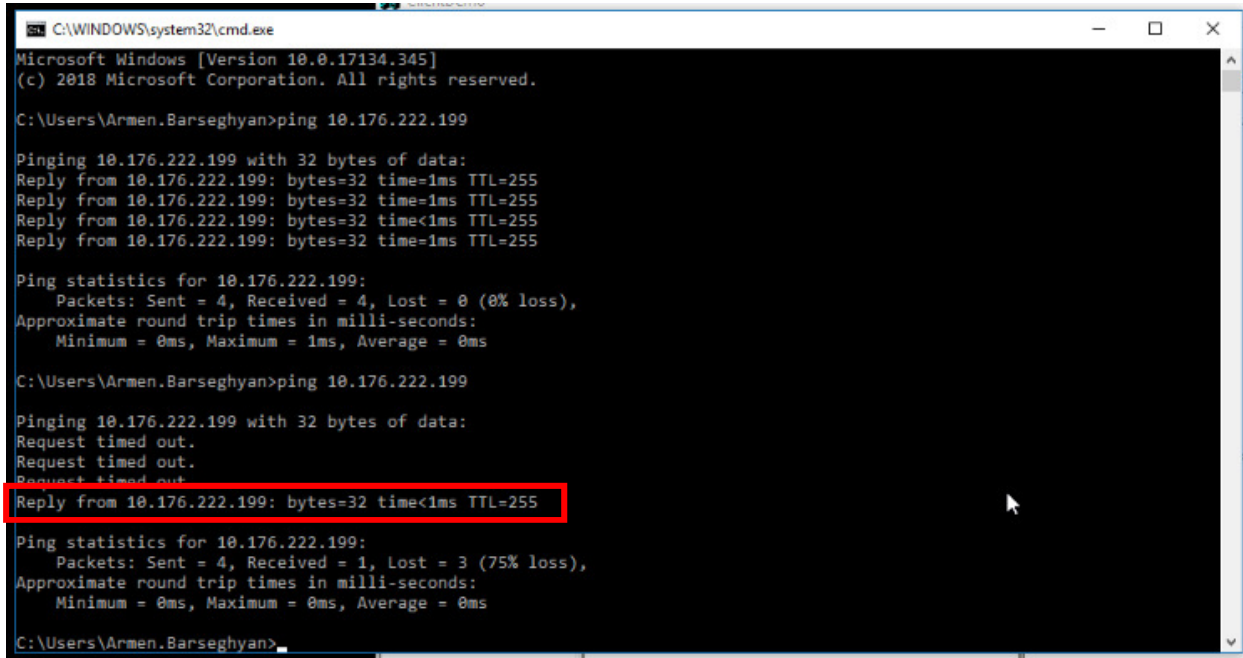 C:\WINDOWS\system32\cmd.exe
Microsoft Windows [Version 10.0.17134.345]
(c) 2018 Microsoft Corporation. All rights reserved.
C:\Users\Armen.Barseghyan>ping 10.176.222.199
Pinging 10.176.222.199 with 32 bytes of data:
Reply from 10.176.222.199: bytes=32 time=1ms TTL=255
Reply from 10.176.222.199: bytes=32 time=1ms TTL=255
Reply from 10.176.222.199: bytes=32 time<1ms TTL=255
Reply from 10.176.222.199: bytes=32 time=1ms TTL=255
Ping statistics for 10.176.222.199:
Packets: Sent = 4, Received = 4, Lost = 0 (0% loss),
Approximate round trip times in milli-seconds:
Minimum = 0ms, Maximum = 1ms, Average = 0ms
C:\Users\Armen.Barseghyan>ping 10.176.222.199
Pinging 10.176.222.199 with 32 bytes of data:
Request timed out.
Request timed out.
Request timed out.
Reply from 10.176.222.199: bytes=32 time<1ms TTL=255
Ping statistics for 10.176.222.199:
Packets: Sent = 4, Received = 1, Lost = 3 (75% loss),
Approximate round trip times in milli-seconds:
Minimum = 0ms, Maximum = 0ms, Average = 0ms
C:\Users\Armen.Barseghyan>